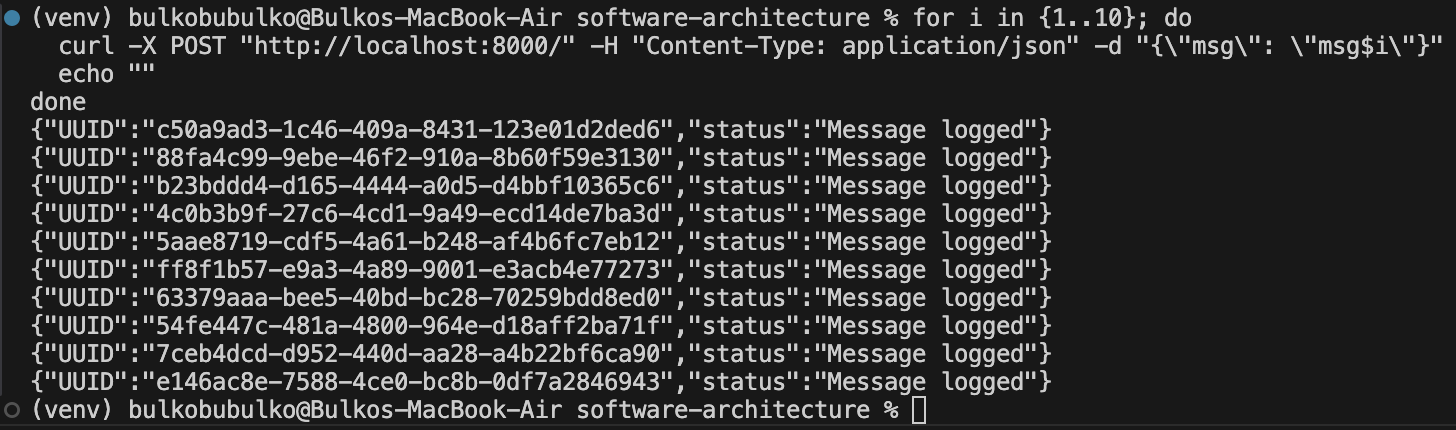 (venv) bulkobubulko@Bulkos-MacBook-Air software-architecture % for i in {1..10}; do
  curl -X POST "http://localhost:8000/" -H "Content-Type: application/json" -d "{\"msg\": \"msg$i\"}"
  echo ""
done
{"UUID":"c50a9ad3-1c46-409a-8431-123e01d2ded6","status":"Message logged"}
{"UUID":"88fa4c99-9ebe-46f2-910a-8b60f59e3130","status":"Message logged"}
{"UUID":"b23bddd4-d165-4444-a0d5-d4bbf10365c6","status":"Message logged"}
{"UUID":"4c0b3b9f-27c6-4cd1-9a49-ecd14de7ba3d","status":"Message logged"}
{"UUID":"5aae8719-cdf5-4a61-b248-af4b6fc7eb12","status":"Message logged"}
{"UUID":"ff8f1b57-e9a3-4a89-9001-e3acb4e77273","status":"Message logged"}
{"UUID":"63379aaa-bee5-40bd-bc28-70259bdd8ed0","status":"Message logged"}
{"UUID":"54fe447c-481a-4800-964e-d18aff2ba71f","status":"Message logged"}
{"UUID":"7ceb4dcd-d952-440d-aa28-a4b22bf6ca90","status":"Message logged"}
{"UUID":"e146ac8e-7588-4ce0-bc8b-0df7a2846943","status":"Message logged"}
(venv) bulkobubulko@Bulkos-MacBook-Air software-architecture %